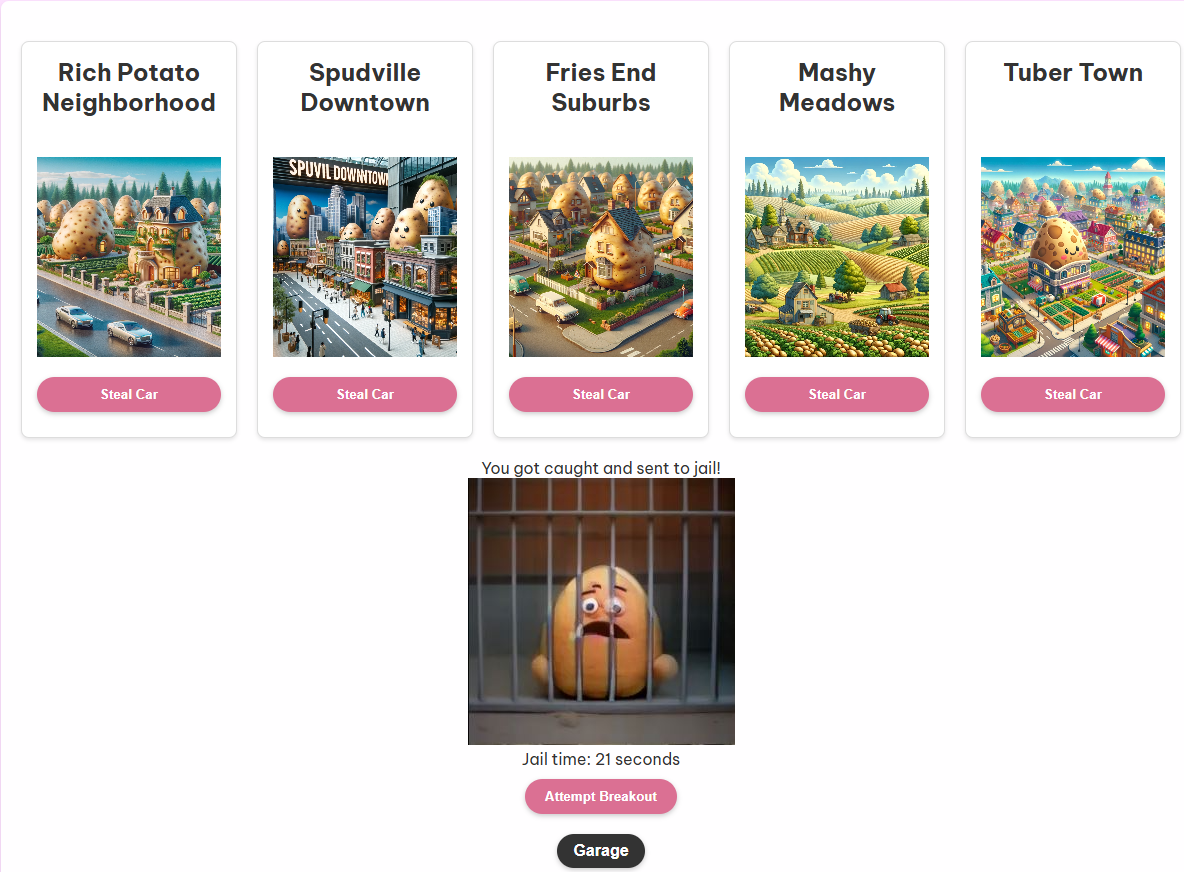 Rich Potato
Neighborhood
Spudville
Downtown
Fries End
Suburbs
Mashy
Meadows
Tuber Town
SPUVIL DOWNNTOWN
Steal Car
Steal Car
Steal Car
Steal Car
Steal Car
You got caught and sent to jail!
Jail time: 21 seconds
Attempt Breakout
Garage